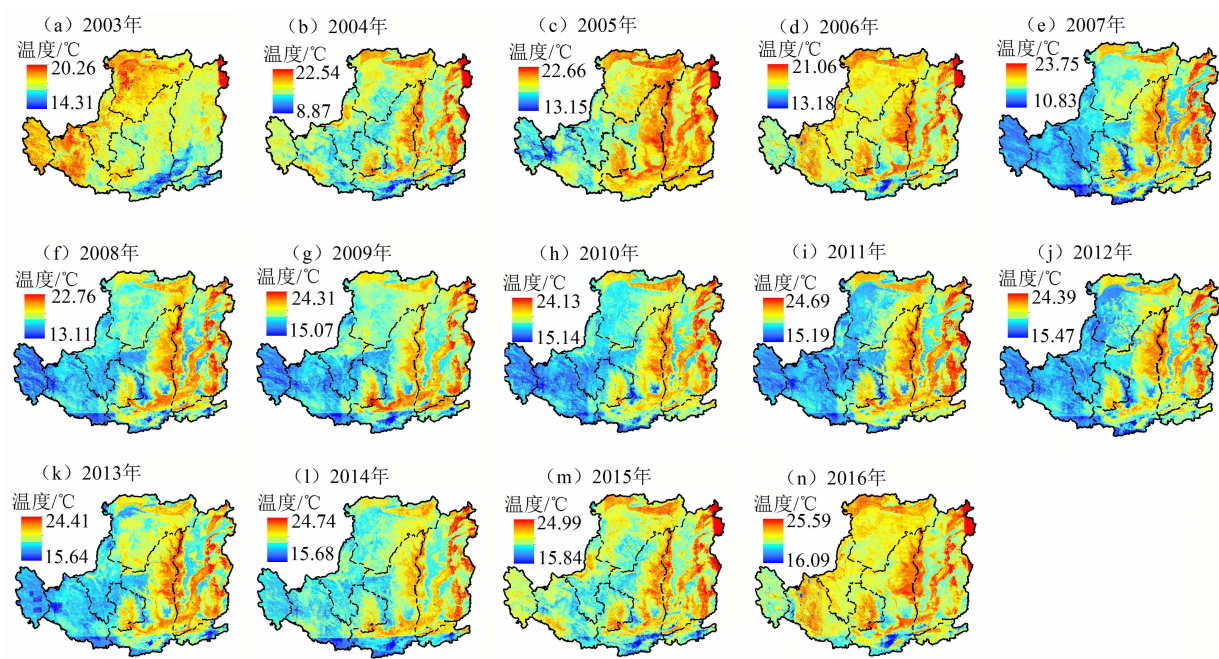 (a) 2003年
温度/℃
20.26
14.31
(b) 2004年
温度/℃
22.54
8.87
(c) 2005年
温度/℃
22.66
13.15
(d) 2006年
温度/℃
21.06
13.18
(e) 2007年
温度/℃
23.75
10.83
(f) 2008年
温度/℃
22.76
13.11
(g) 2009年
温度/℃
24.31
15.07
(h) 2010年
温度/℃
24.13
15.14
(i) 2011年
温度/℃
24.69
15.19
(j) 2012年
温度/℃
24.39
15.47
(k) 2013年
温度/℃
24.41
15.64
(l) 2014年
温度/℃
24.74
15.68
(m) 2015年
温度/℃
24.99
15.84
(n) 2016年
温度/℃
25.59
16.09